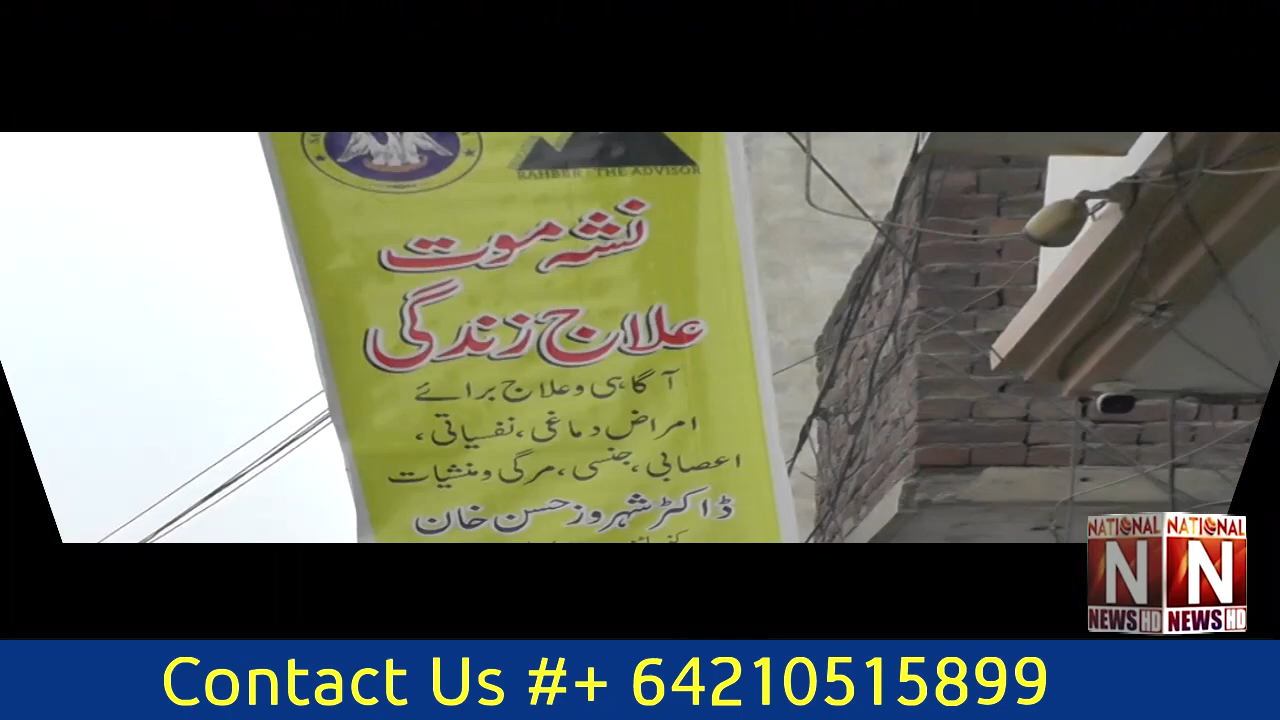 RAHBER - THE ADVISOR
نشہ موت
علاج زندگی
آگاہی و علاج برائے
امراض دماغی، نفسیاتی،
اعصابی، جنسی، مرگی و منشیات
ڈاکٹر شہروز حسن خان
NATIONAL NATIONAL
N N
NEWS HD NEWS HD
Contact Us #+ 64210515899